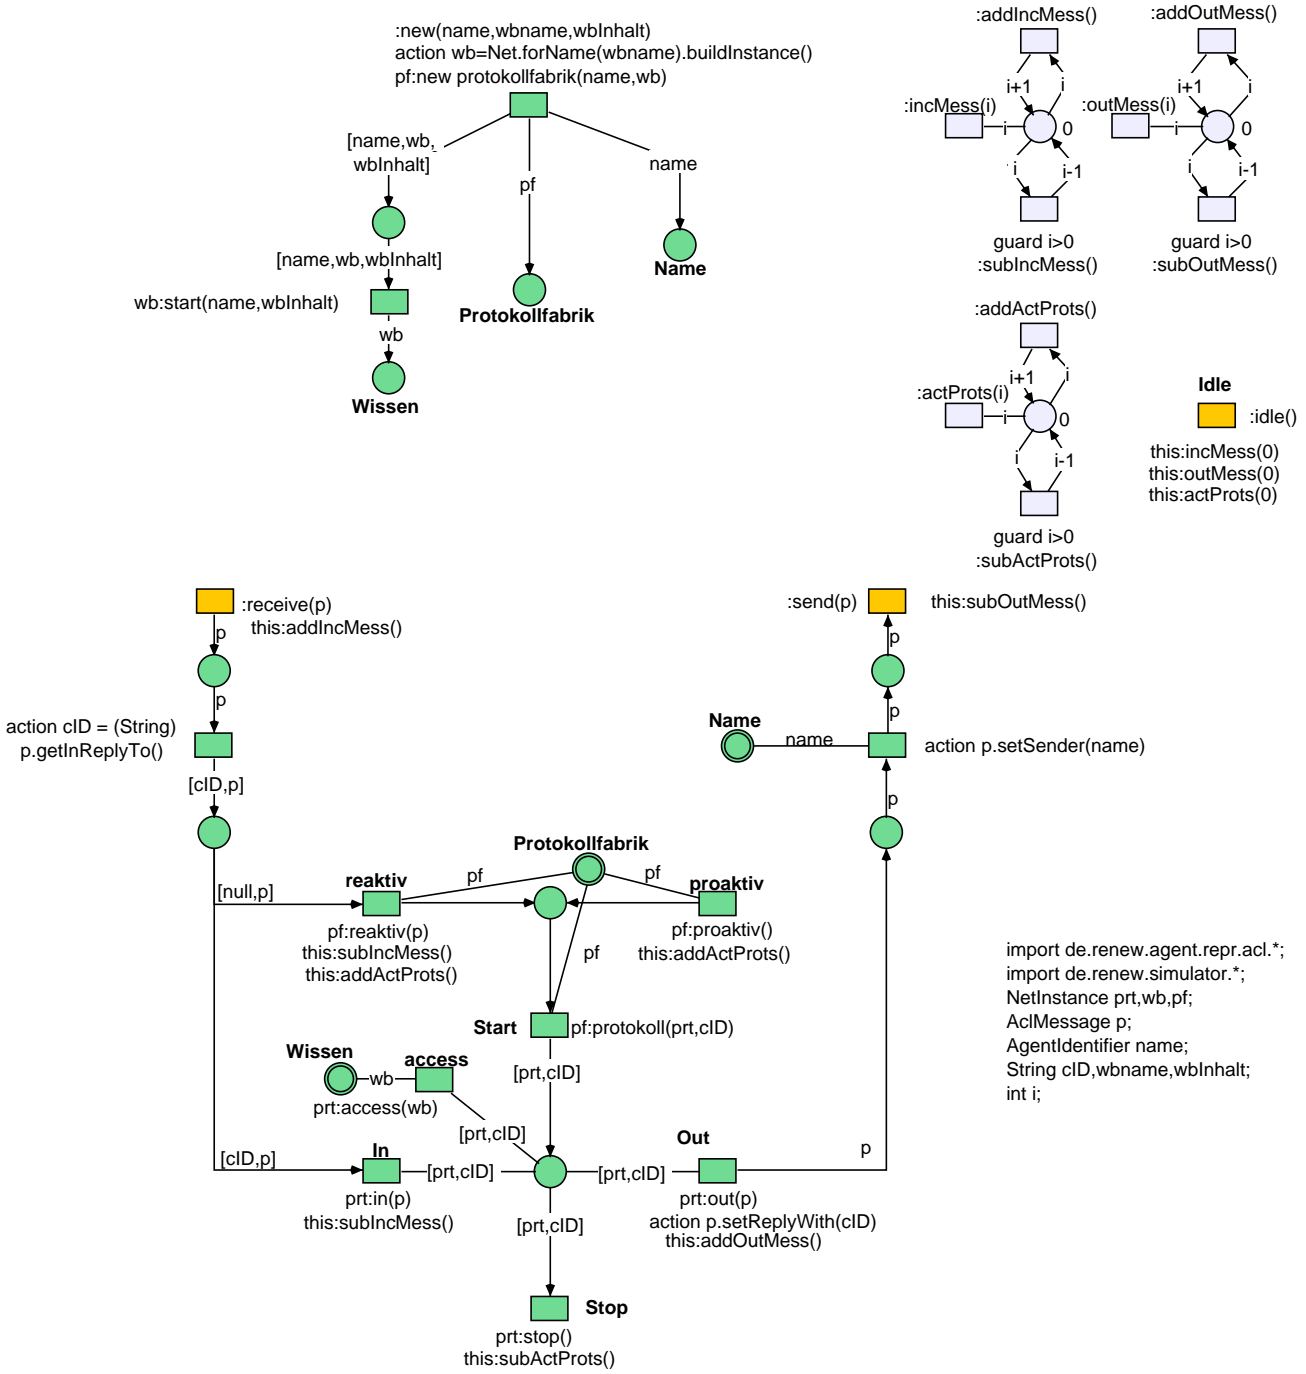 :new(name,wbname,wbInhalt)
action wb=Net.forName(wbname).buildInstance()
pf:new protokollfabrik(name,wb)
[name,wb,
wbInhalt]
pf
name
[name,wb,wbInhalt]
Name
wb:start(name,wbInhalt)
Protokollfabrik
wb
Wissen
:addIncMess()
i+1
i
:incMess(i)
i
0
i
i-1
guard i>0
:subIncMess()
:addOutMess()
i+1
i
:outMess(i)
i
0
i
i-1
guard i>0
:subOutMess()
:addActProts()
i+1
i
:actProts(i)
i
0
i
i-1
guard i>0
:subActProts()
Idle
:idle()
this:incMess(0)
this:outMess(0)
this:actProts(0)
:receive(p)
this:addIncMess()
p
p
action cID = (String)
p.getInReplyTo()
[cID,p]
:send(p)
this:subOutMess()
p
p
Name
name
action p.setSender(name)
p
Protokollfabrik
reaktiv
pf
pf
proaktiv
[null,p]
pf:reaktiv(p)
this:subIncMess()
this:addActProts()
pf:proaktiv()
this:addActProts()
pf
Start
pf:protokoll(prt,cID)
Wissen
access
wb
[prt,cID]
prt:access(wb)
[prt,cID]
In
Out
p
[cID,p]
[prt,cID]
[prt,cID]
prt:in(p)
this:subIncMess()
prt:out(p)
action p.setReplyWith(cID)
this:addOutMess()
[prt,cID]
Stop
prt:stop()
this:subActProts()
import de.renew.agent.repr.acl.*;
import de.renew.simulator.*;
NetInstance prt,wb,pf;
AclMessage p;
AgentIdentifier name;
String cID,wbname,wbInhalt;
int i;